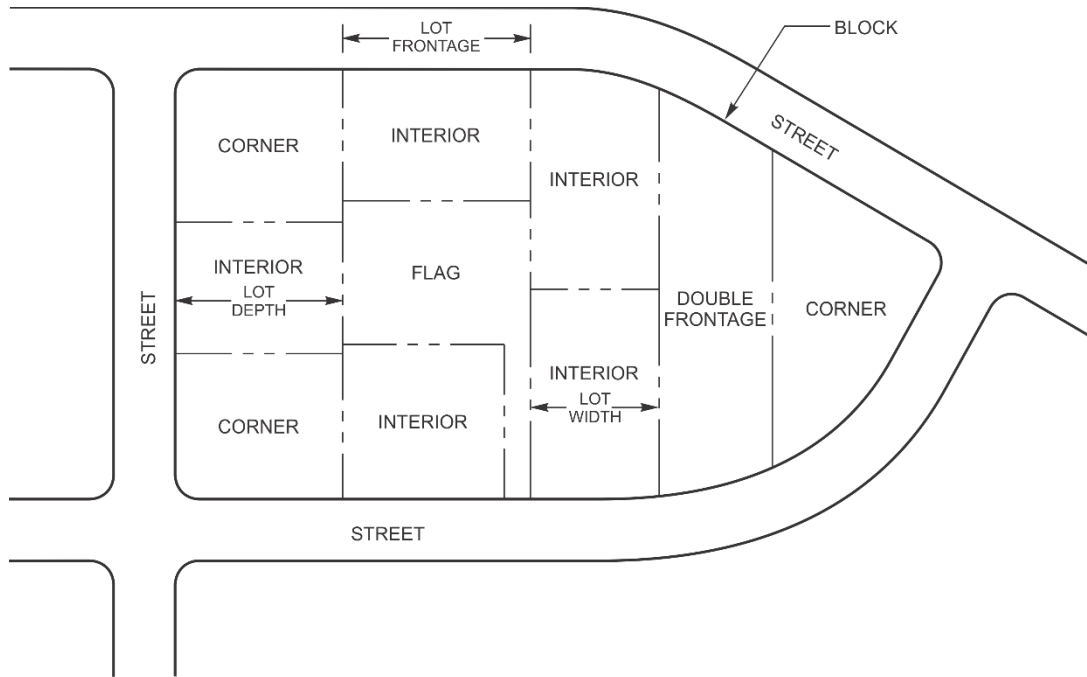 LOT
FRONTAGE
BLOCK
STREET
CORNER
INTERIOR
INTERIOR
INTERIOR
LOT
DEPTH
FLAG
DOUBLE
FRONTAGE
CORNER
STREET
INTERIOR
LOT
WIDTH
CORNER
INTERIOR
STREET